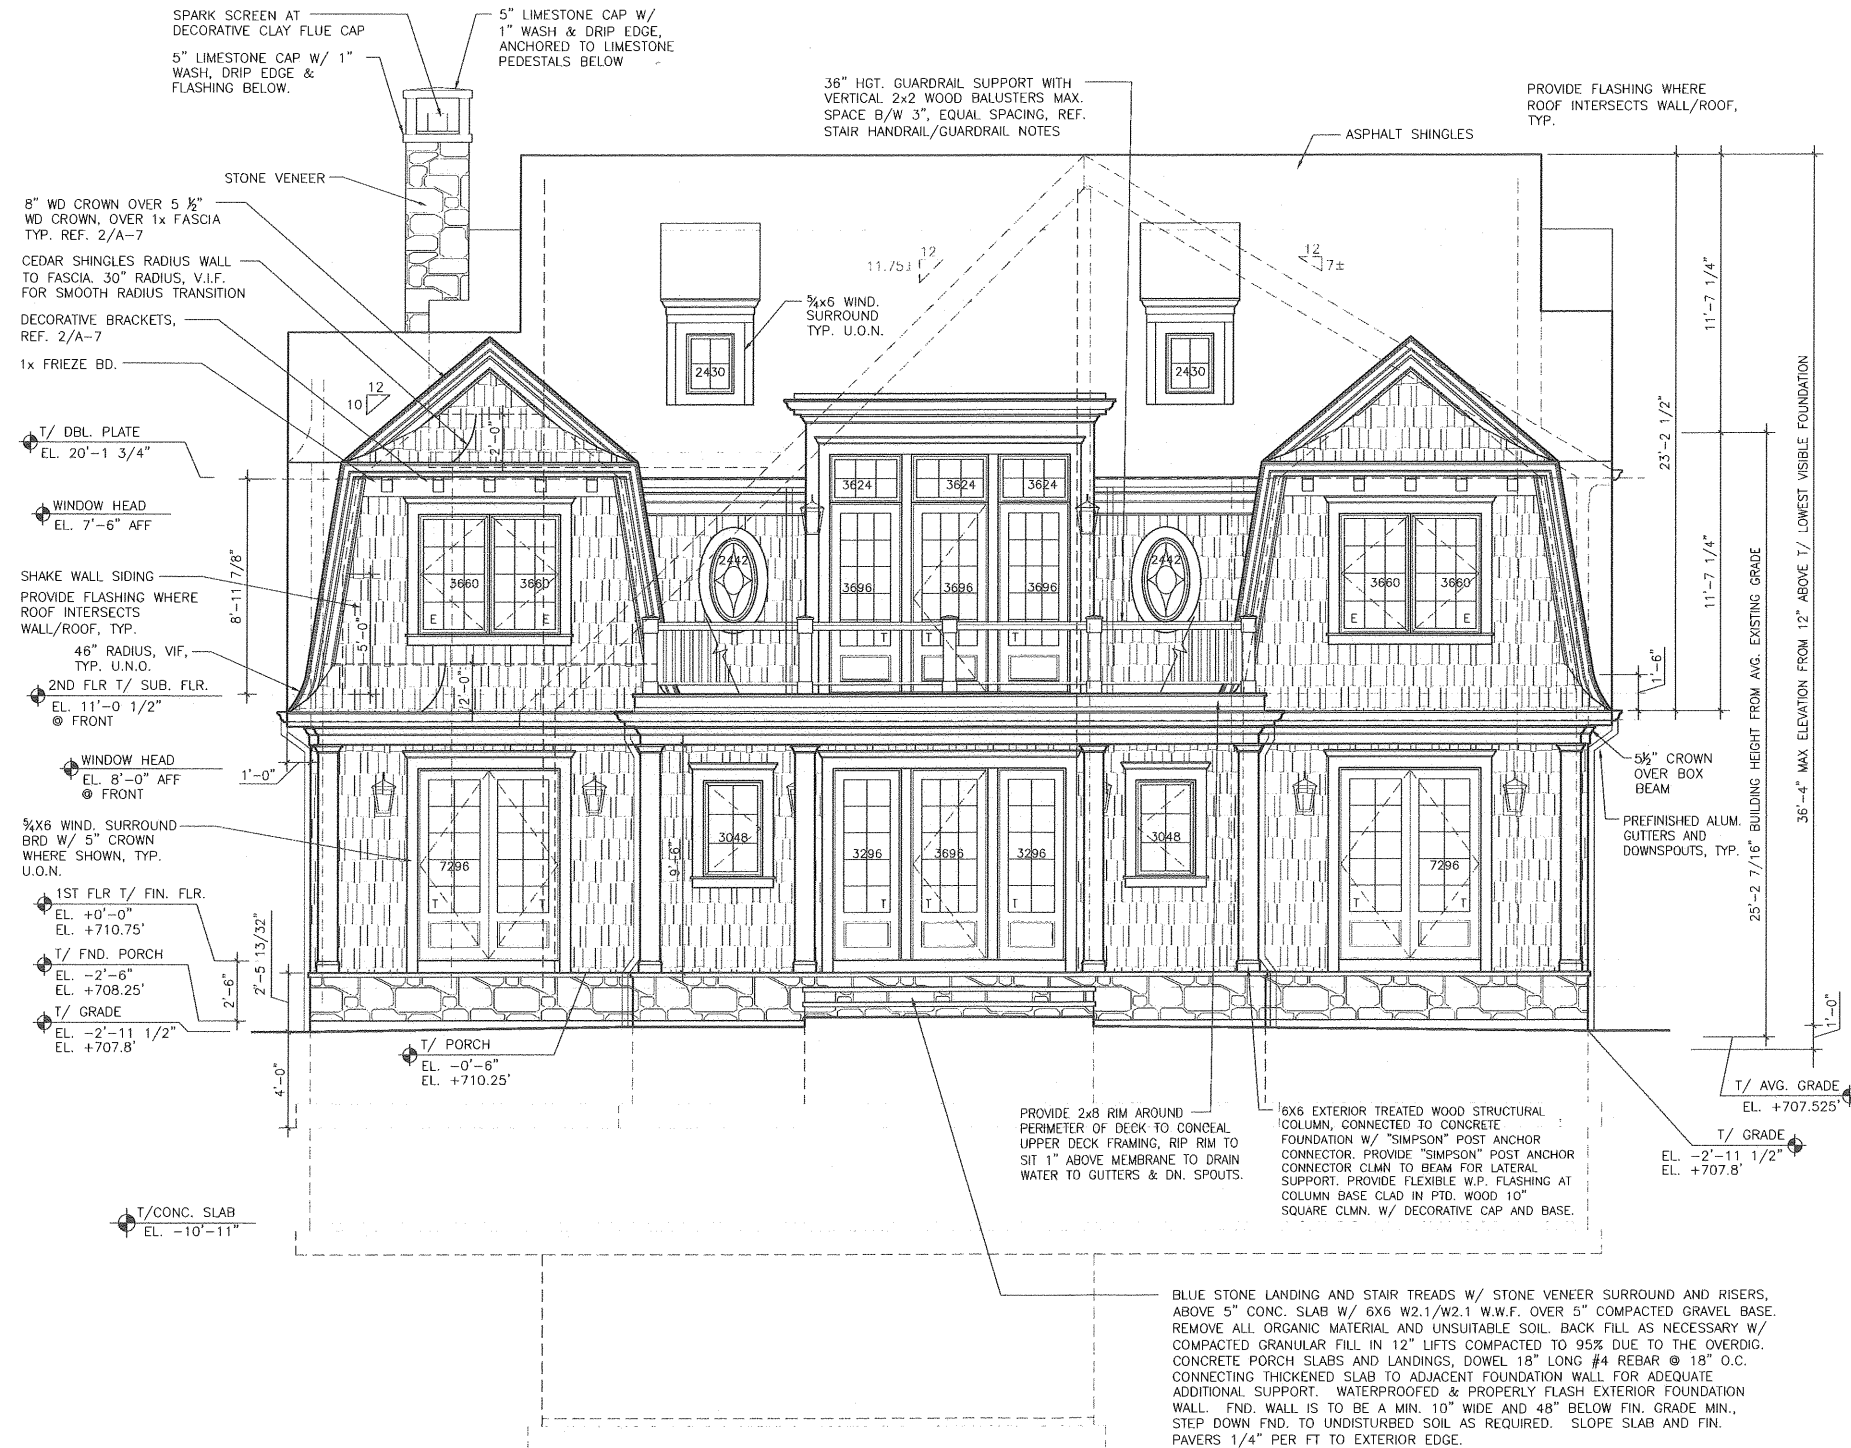 SPARK SCREEN AT
DECORATIVE CLAY FLUE CAP
5" LIMESTONE CAP W/ 1"
WASH, DRIP EDGE &
FLASHING BELOW.
5" LIMESTONE CAP W/
1" WASH & DRIP EDGE,
ANCHORED TO LIMESTONE
PEDESTALS BELOW
36" HGT. GUARDRAIL SUPPORT WITH
VERTICAL 2x2 WOOD BALUSTERS MAX.
SPACE B/W 3", EQUAL SPACING, REF.
STAIR HANDRAIL/GUARDRAIL NOTES
PROVIDE FLASHING WHERE
ROOF INTERSECTS WALL/ROOF,
TYP.
ASPHALT SHINGLES
STONE VENEER
8" WD CROWN OVER 5 ½"
WD CROWN, OVER 1x FASCIA
TYP. REF. 2/A-7
CEDAR SHINGLES RADIUS WALL
TO FASCIA. 30" RADIUS, V.I.F.
FOR SMOOTH RADIUS TRANSITION
DECORATIVE BRACKETS,
REF. 2/A-7
1x FRIEZE BD.
12
11.75±
12
7±
5/4x6 WIND.
SURROUND
TYP. U.O.N.
2430
2430
12
10
T/ DBL. PLATE
EL. 20'-1 3/4"
WINDOW HEAD
EL. 7'-6" AFF
SHAKE WALL SIDING
PROVIDE FLASHING WHERE
ROOF INTERSECTS
WALL/ROOF, TYP.
46" RADIUS, VIF,
TYP. U.N.O.
2ND FLR T/ SUB. FLR.
EL. 11'-0 1/2"
@ FRONT
WINDOW HEAD
EL. 8'-0" AFF
@ FRONT
5/4X6 WIND. SURROUND
BRD W/ 5" CROWN
WHERE SHOWN, TYP.
U.O.N.
1ST FLR T/ FIN. FLR.
EL. +0'-0"
EL. +710.75'
T/ FND. PORCH
EL. -2'-6"
EL. +708.25'
T/ GRADE
EL. -2'-11 1/2"
EL. +707.8'
8'-11 7/8"
5'-0"
2'-0"
2'-0"
1'-0"
9'-6"
2'-5 13/32"
2'-6"
4'-0"
3660 3660
E E
3624 3624 3624
2442
3696 3696 3696
T T T
2442
3660 3660
E E
7296
T T
3048
3296 3696 3296
T T T
3048
7296
T T
11'-7 1/4"
23'-2 1/2"
11'-7 1/4"
1'-6"
25'-2 7/16" BUILDING HEIGHT FROM AVG. EXISTING GRADE
36'-4" MAX ELEVATION FROM 12" ABOVE T/ LOWEST VISIBLE FOUNDATION
1'-0"
5½" CROWN
OVER BOX
BEAM
PREFINISHED ALUM.
GUTTERS AND
DOWNSPOUTS, TYP.
T/ PORCH
EL. -0'-6"
EL. +710.25'
T/ AVG. GRADE
EL. +707.525'
T/ GRADE
EL. -2'-11 1/2"
EL. +707.8'
PROVIDE 2x8 RIM AROUND
PERIMETER OF DECK TO CONCEAL
UPPER DECK FRAMING, RIP RIM TO
SIT 1" ABOVE MEMBRANE TO DRAIN
WATER TO GUTTERS & DN. SPOUTS.
6X6 EXTERIOR TREATED WOOD STRUCTURAL
COLUMN, CONNECTED TO CONCRETE
FOUNDATION W/ "SIMPSON" POST ANCHOR
CONNECTOR. PROVIDE "SIMPSON" POST ANCHOR
CONNECTOR CLMN TO BEAM FOR LATERAL
SUPPORT. PROVIDE FLEXIBLE W.P. FLASHING AT
COLUMN BASE CLAD IN PTD. WOOD 10"
SQUARE CLMN. W/ DECORATIVE CAP AND BASE.
T/CONC. SLAB
EL. -10'-11"
BLUE STONE LANDING AND STAIR TREADS W/ STONE VENEER SURROUND AND RISERS,
ABOVE 5" CONC. SLAB W/ 6X6 W2.1/W2.1 W.W.F. OVER 5" COMPACTED GRAVEL BASE.
REMOVE ALL ORGANIC MATERIAL AND UNSUITABLE SOIL. BACK FILL AS NECESSARY W/
COMPACTED GRANULAR FILL IN 12" LIFTS COMPACTED TO 95% DUE TO THE OVERDIG.
CONCRETE PORCH SLABS AND LANDINGS, DOWEL 18" LONG #4 REBAR @ 18" O.C.
CONNECTING THICKENED SLAB TO ADJACENT FOUNDATION WALL FOR ADEQUATE
ADDITIONAL SUPPORT. WATERPROOFED & PROPERLY FLASH EXTERIOR FOUNDATION
WALL. FND. WALL IS TO BE A MIN. 10" WIDE AND 48" BELOW FIN. GRADE MIN.,
STEP DOWN FND. TO UNDISTURBED SOIL AS REQUIRED. SLOPE SLAB AND FIN.
PAVERS 1/4" PER FT TO EXTERIOR EDGE.